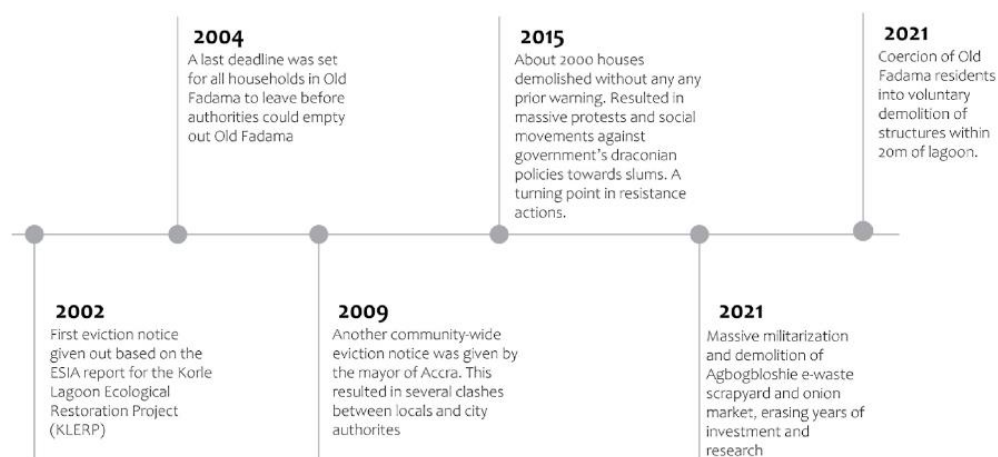 2004
A last deadline was set
for all households in Old
Fadama to leave before
authorities could empty
out Old Fadama
2015
About 2000 houses
demolished without any any
prior warning. Resulted in
massive protests and social
movements against
government's draconian
policies towards slums. A
turning point in resistance
actions.
2021
Coercion of Old
Fadama residents
into voluntary
demolition of
structures within
20m of lagoon.
2002
First eviction notice
given out based on the
ESIA report for the Korle
Lagoon Ecological
Restoration Project
(KLERP)
2009
Another community-wide
eviction notice was given by
the mayor of Accra. This
resulted in several clashes
between locals and city
authorites
2021
Massive militarization
and demolition of
Agbogbloshie e-waste
scrapyard and onion
market, erasing years of
investment and
research